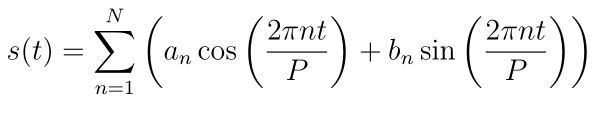 s(t) = \sum_{n=1}^{N} \left( a_n \cos \left( \frac{2\pi nt}{P} \right) + b_n \sin \left( \frac{2\pi nt}{P} \right) \right)